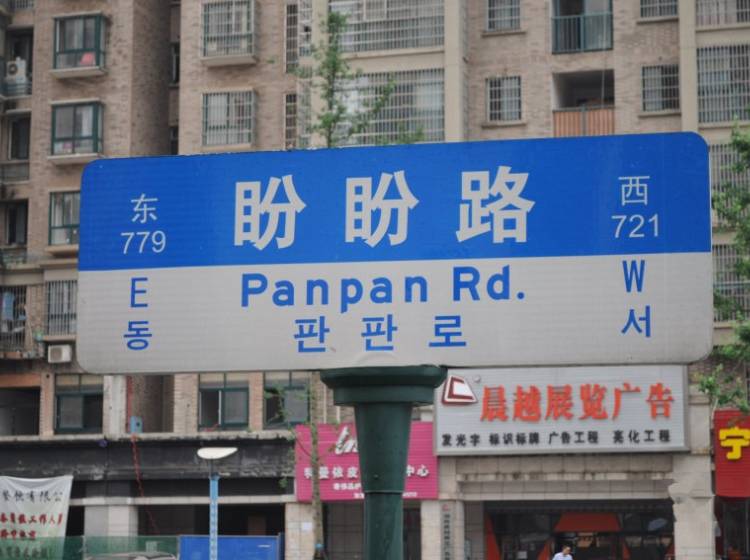 东 盼盼路 西
779 721
E Panpan Rd. W
동 판판로 서
晨越展览广告
发光字 标识标牌 广告工程 亮化工程
宁